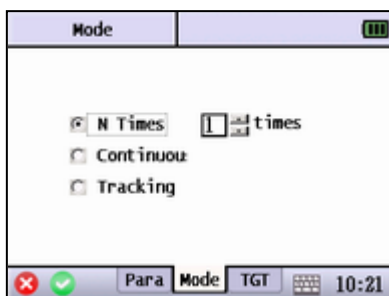 Mode
N Times 1 times
Continuou
Tracking
Para Mode TGT 10:21